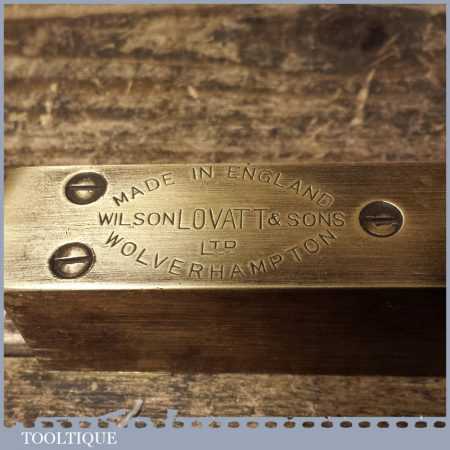 MADE IN ENGLAND
WILSON LOVATT & SONS
LTD
WOLVERHAMPTON
TOOLTIQUE